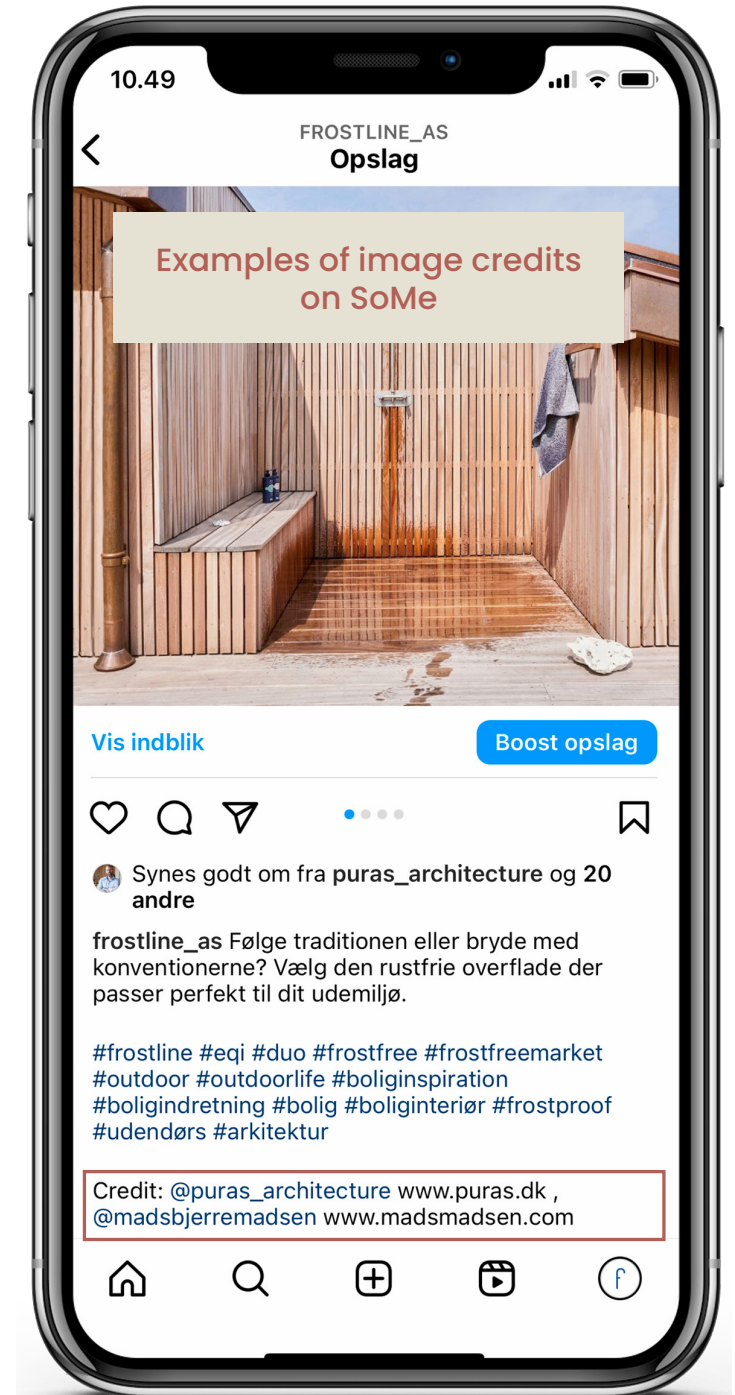 10.49
FROSTLINE_AS
Opslag
Examples of image credits
on SoMe
Vis indblik
Boost opslag
Synes godt om fra puras_architecture og 20
andre
frostline_as Følge traditionen eller bryde med
konventionerne? Vælg den rustfrie overflade der
passer perfekt til dit udemiljø.
#frostline #eqi #duo #frostfree #frostfreemarket
#outdoor #outdoorlife #boliginspiration
#boligindretning #bolig #boliginteriør #frostproof
#udendørs #arkitektur
Credit: @puras_architecture www.puras.dk ,
@madsbjerremadsen www.madsmadsen.com
f